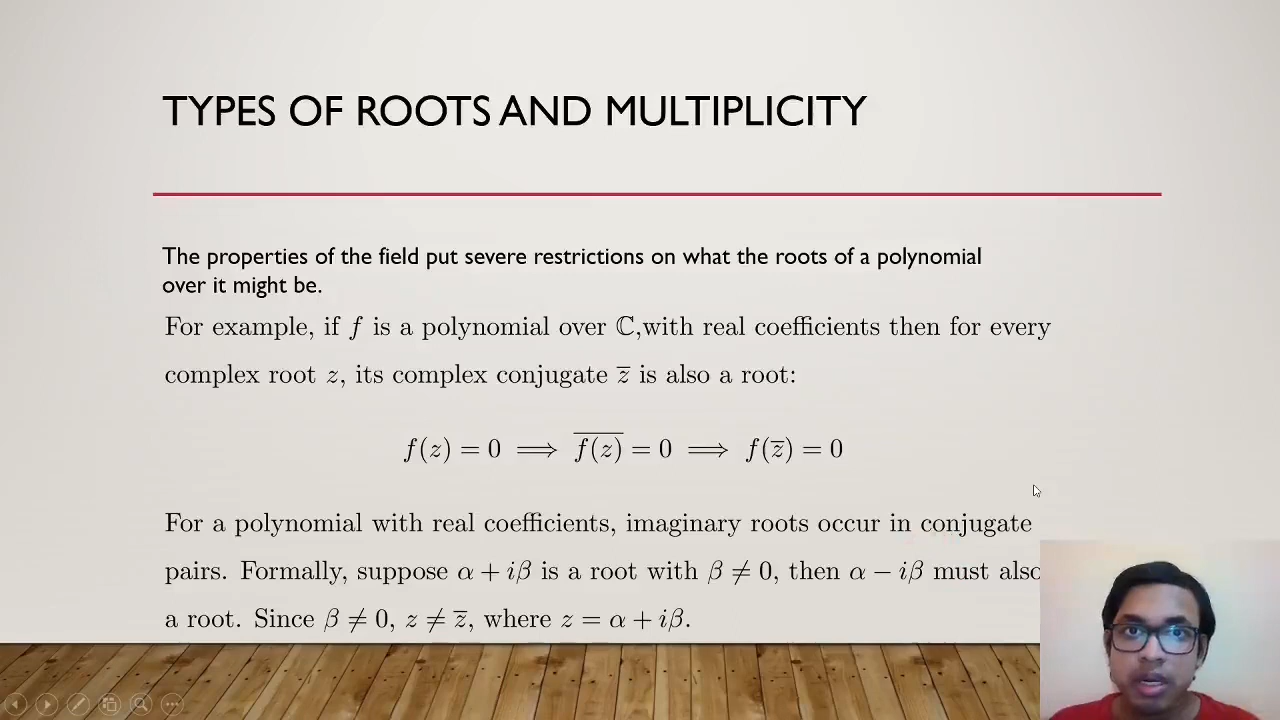 TYPES OF ROOTS AND MULTIPLICITY
The properties of the field put severe restrictions on what the roots of a polynomial
over it might be.
For example, if f is a polynomial over ℂ,with real coefficients then for every
complex root z, its complex conjugate z̅ is also a root:
f(z) = 0 ⟹ \overline{f(z)} = 0 ⟹ f(z̅) = 0
For a polynomial with real coefficients, imaginary roots occur in conjugate
pairs. Formally, suppose α + iβ is a root with β ≠ 0, then α − iβ must also
a root. Since β ≠ 0, z ≠ z̅, where z = α + iβ.